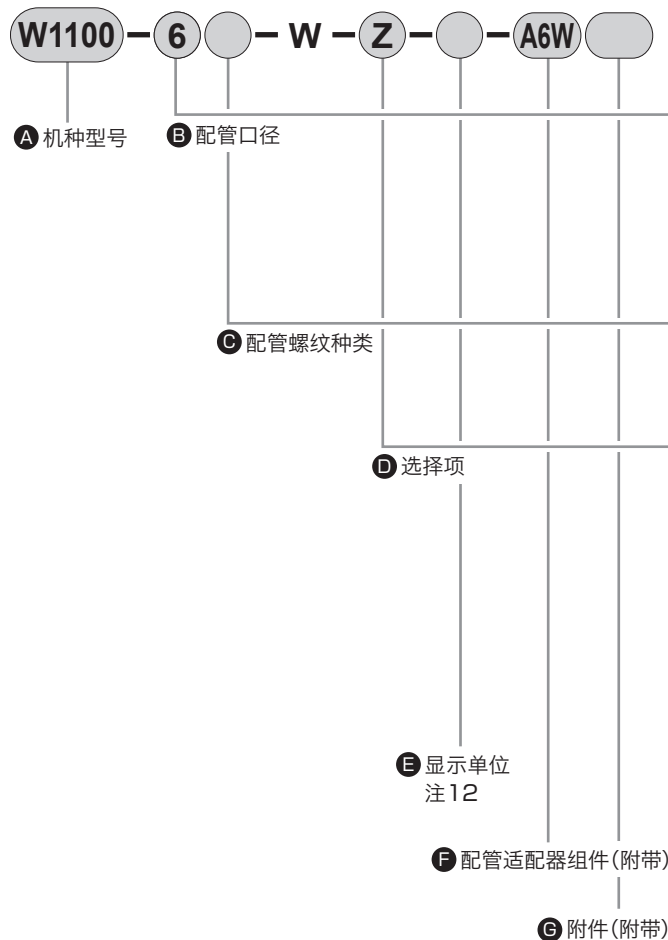 W1100-6 - W - Z - - A6W
A 机种型号
B 配管口径
C 配管螺纹种类
D 选择项
E 显示单位
注12
F 配管适配器组件(附带)
G 附件(附带)